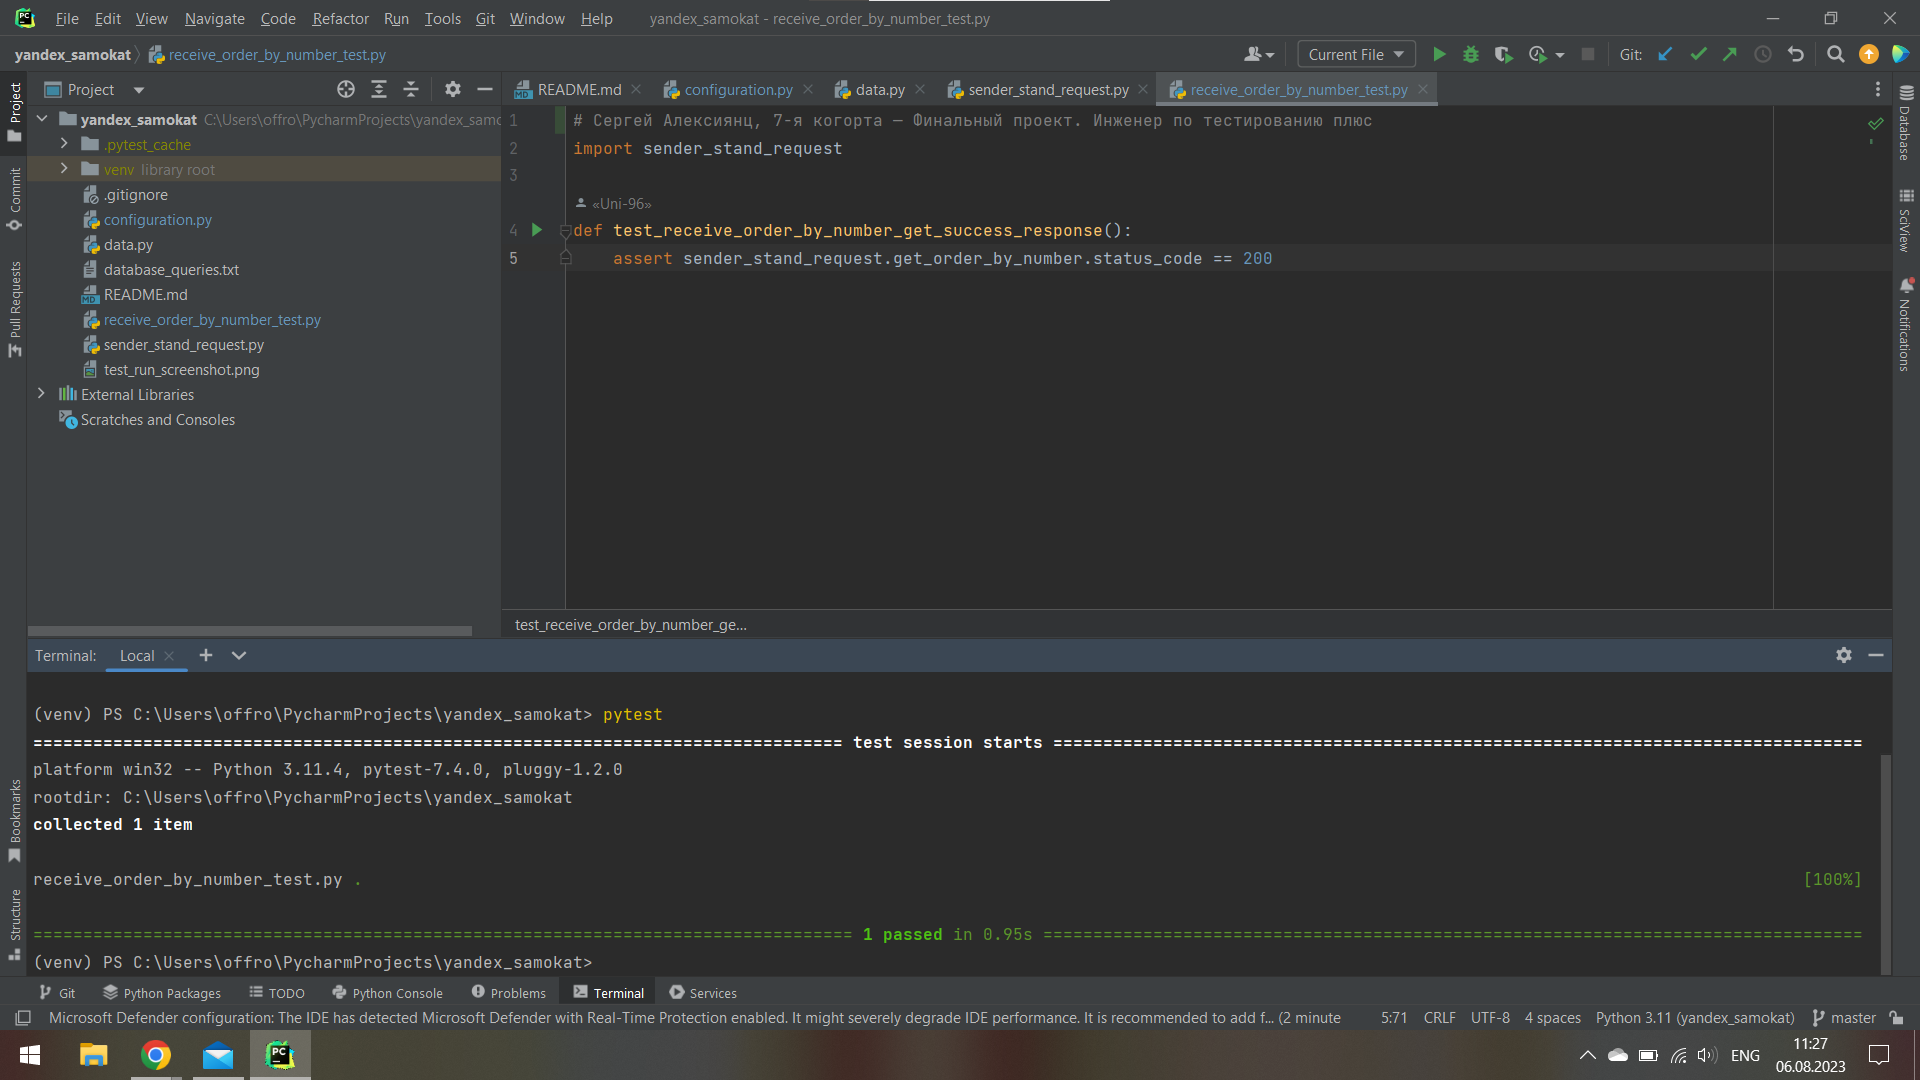 File Edit View Navigate Code Refactor Run Tools Git Window Help yandex_samokat - receive_order_by_number_test.py
yandex_samokat receive_order_by_number_test.py Current File Git:
Project
README.md configuration.py data.py sender_stand_request.py receive_order_by_number_test.py
Project
Commit
Pull Requests
Bookmarks
Structure
yandex_samokat C:\Users\offro\PycharmProjects\yandex_samo
.pytest_cache
venv library root
.gitignore
configuration.py
data.py
database_queries.txt
README.md
receive_order_by_number_test.py
sender_stand_request.py
test_run_screenshot.png
External Libraries
Scratches and Consoles
1 # Сергей Алексиянц, 7-я когорта — Финальный проект. Инженер по тестированию плюс
2 import sender_stand_request
3
«Uni-96»
4 def test_receive_order_by_number_get_success_response():
5 assert sender_stand_request.get_order_by_number.status_code == 200
test_receive_order_by_number_ge...
Database
SciView
Notifications
Terminal: Local
(venv) PS C:\Users\offro\PycharmProjects\yandex_samokat> pytest
================================================================================= test session starts =================================================================================
platform win32 -- Python 3.11.4, pytest-7.4.0, pluggy-1.2.0
rootdir: C:\Users\offro\PycharmProjects\yandex_samokat
collected 1 item
receive_order_by_number_test.py . [100%]
================================================================================== 1 passed in 0.95s ==================================================================================
(venv) PS C:\Users\offro\PycharmProjects\yandex_samokat>
Git Python Packages TODO Python Console Problems Terminal Services
Microsoft Defender configuration: The IDE has detected Microsoft Defender with Real-Time Protection enabled. It might severely degrade IDE performance. It is recommended to add f... (2 minute 5:71 CRLF UTF-8 4 spaces Python 3.11 (yandex_samokat) master
PC ENG 11:27
06.08.2023